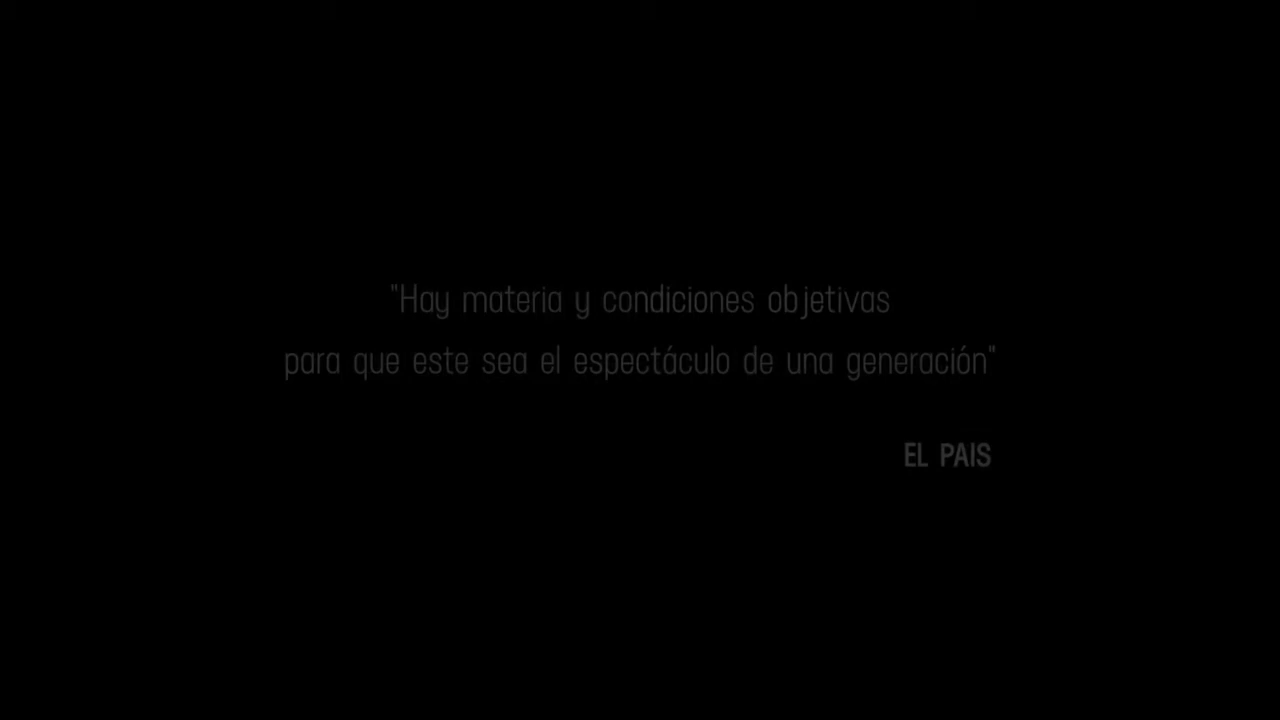 "Hay materia y condiciones objetivas
para que este sea el espectáculo de una generación"
EL PAIS